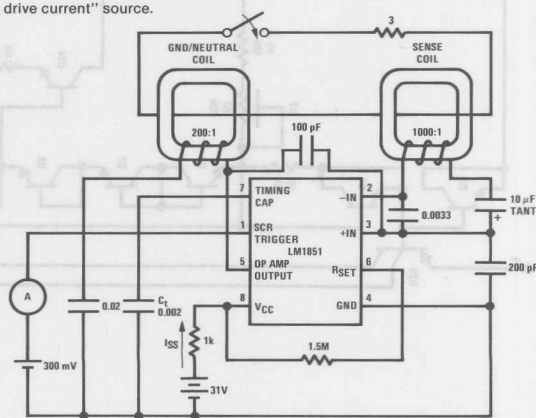 drive current" source.
3
GND/NEUTRAL
COIL
SENSE
COIL
200:1
1000:1
100 pF
7 TIMING
CAP
2
−IN
10 μF
TANT
+
0.0033
1 SCR
TRIGGER
+IN 3
LM1851
5 OP AMP
OUTPUT
6
RSET
200 pF
A
0.02
Ct
0.002
8 VCC
GND 4
ISS
1k
1.5M
300 mV
31V